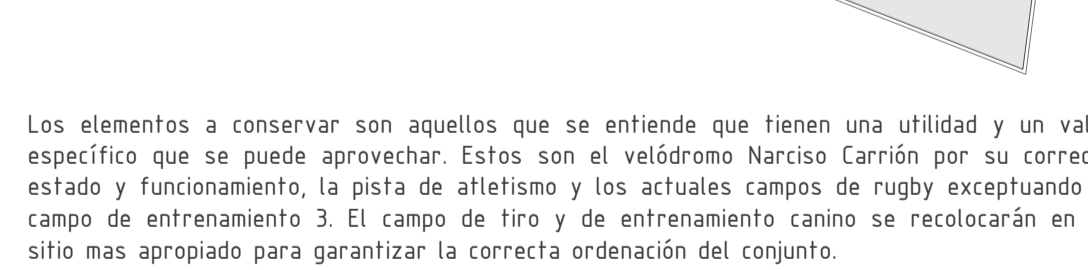 Los elementos a conservar son aquellos que se entiende que tienen una utilidad y un
específico que se puede aprovechar. Estos son el velódromo Narciso Carrión por su
estado y funcionamiento, la pista de atletismo y los actuales campos de rugby exceptuando
campo de entrenamiento 3. El campo de tiro y de entrenamiento canino se recolocarán en
sitio mas apropiado para garantizar la correcta ordenación del conjunto.